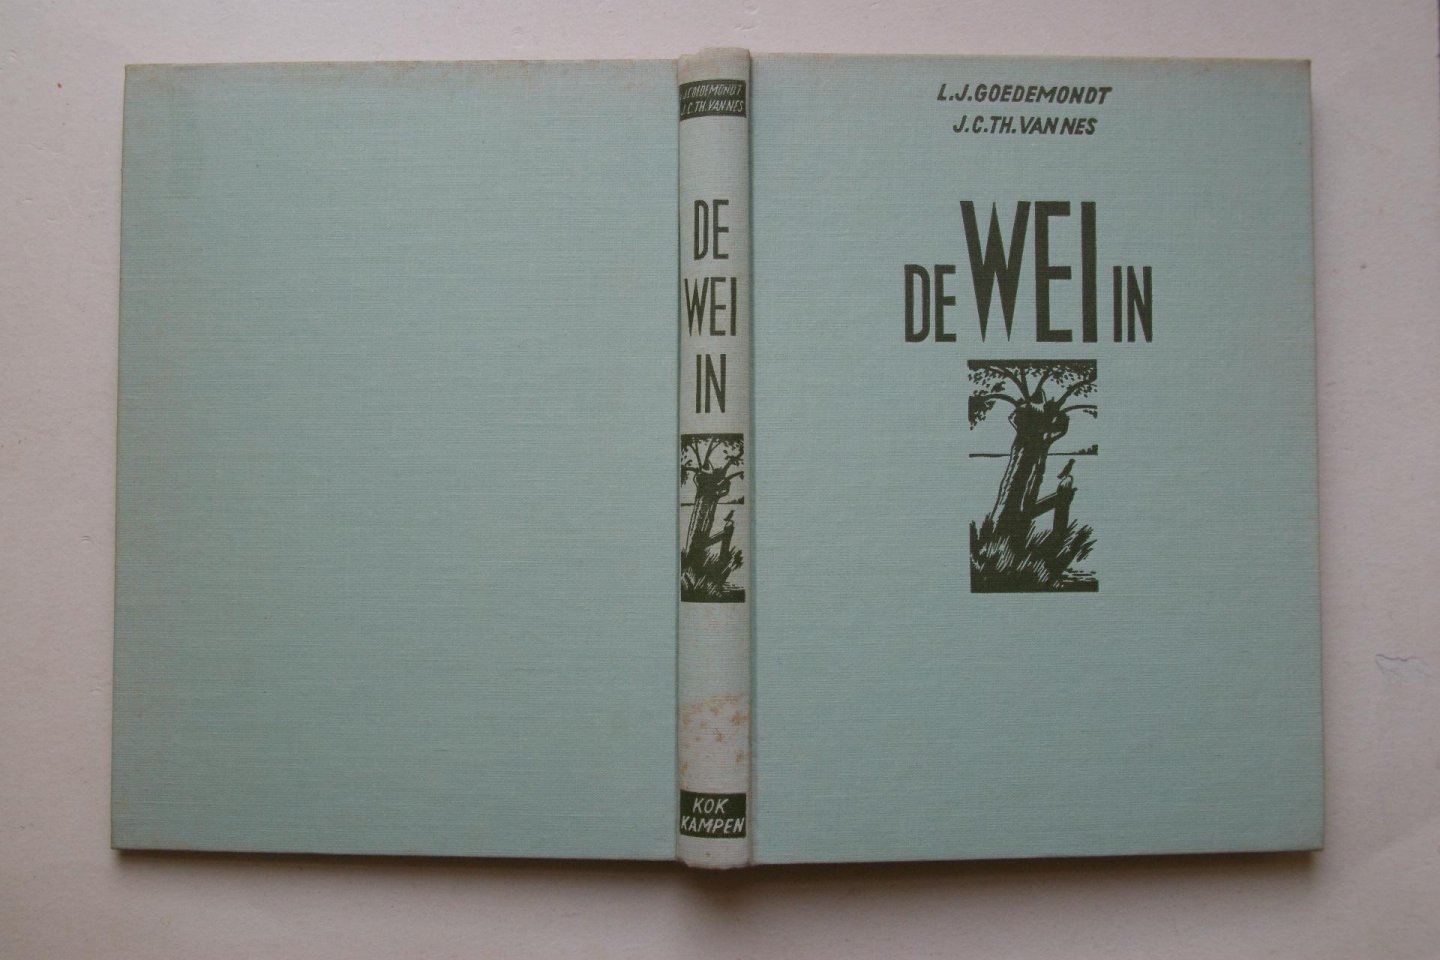 L.J.GOEDEMONDT
J.C.TH.VAN NES
DE
WEI
IN
KOK
KAMPEN
L.J.GOEDEMONDT
J.C.TH.VAN NES
DE WEI IN